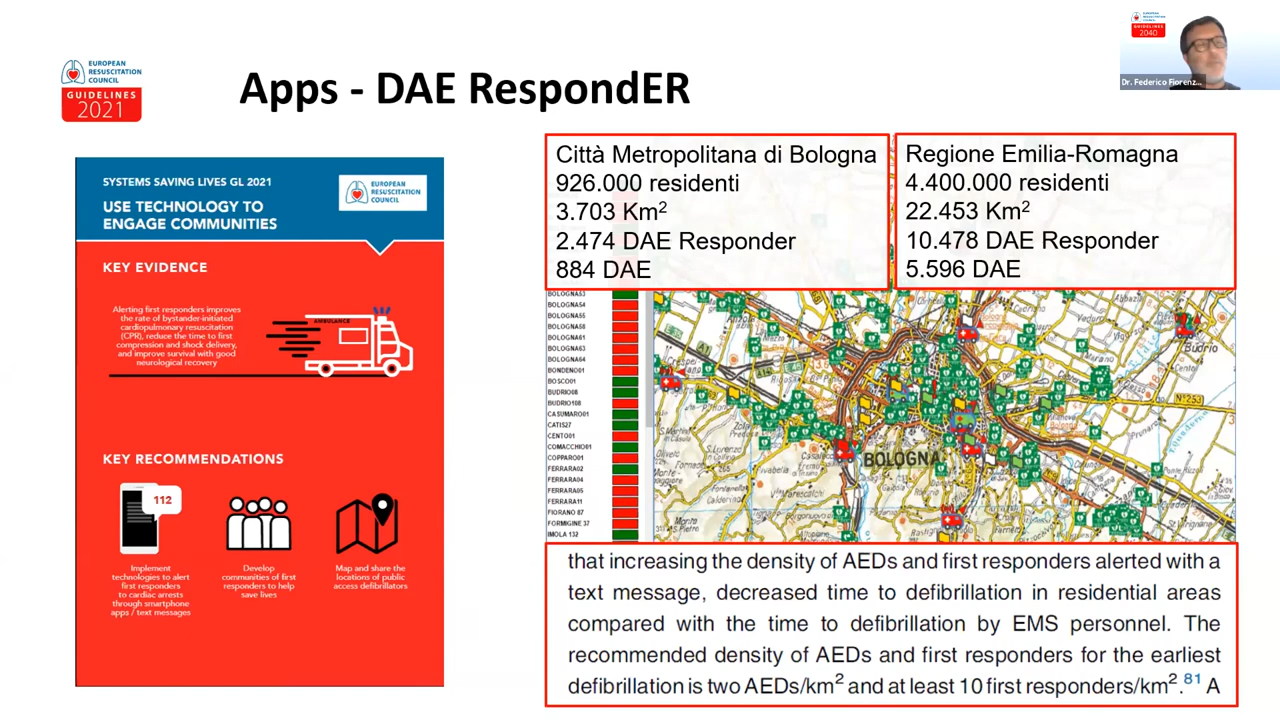 EUROPEAN
RESUSCITATION
COUNCIL
GUIDELINES
2021
Apps - DAE RespondER
EUROPEAN
RESUSCITATION
COUNCIL
GUIDELINES
2040
Dr. Federico Fiorenz...
SYSTEMS SAVING LIVES GL 2021
USE TECHNOLOGY TO
ENGAGE COMMUNITIES
EUROPEAN
RESUSCITATION
COUNCIL
KEY EVIDENCE
Alerting first responders improves
the rate of bystander-initiated
cardiopulmonary resuscitation
(CPR), reduce the time to first
compression and shock delivery,
and improve survival with good
neurological recovery
AMBULANCE
KEY RECOMMENDATIONS
112
Implement
technologies to alert
first responders
to cardiac arrests
through smartphone
apps / text messages
Develop
communities of first
responders to help
save lives
Map and share the
locations of public
access defibrillators
Città Metropolitana di Bologna
926.000 residenti
3.703 Km²
2.474 DAE Responder
884 DAE
Regione Emilia-Romagna
4.400.000 residenti
22.453 Km²
10.478 DAE Responder
5.596 DAE
BOLOGNA53
BOLOGNA54
BOLOGNA55
BOLOGNA58
BOLOGNA61
BOLOGNA63
BOLOGNA64
BONDENO01
BOSCO01
BUDRIO08
BUDRIO108
CASUMARO01
CATIS27
CENTO01
COMACCHIO01
COPPARO01
FERRARA02
FERRARA04
FERRARA05
FERRARA11
FIORANO 07
FORMIGINE 37
IMOLA 132
BOLOGNA
Budrio
N°253
that increasing the density of AEDs and first responders alerted with a
text message, decreased time to defibrillation in residential areas
compared with the time to defibrillation by EMS personnel. The
recommended density of AEDs and first responders for the earliest
defibrillation is two AEDs/km² and at least 10 first responders/km².⁸¹ A